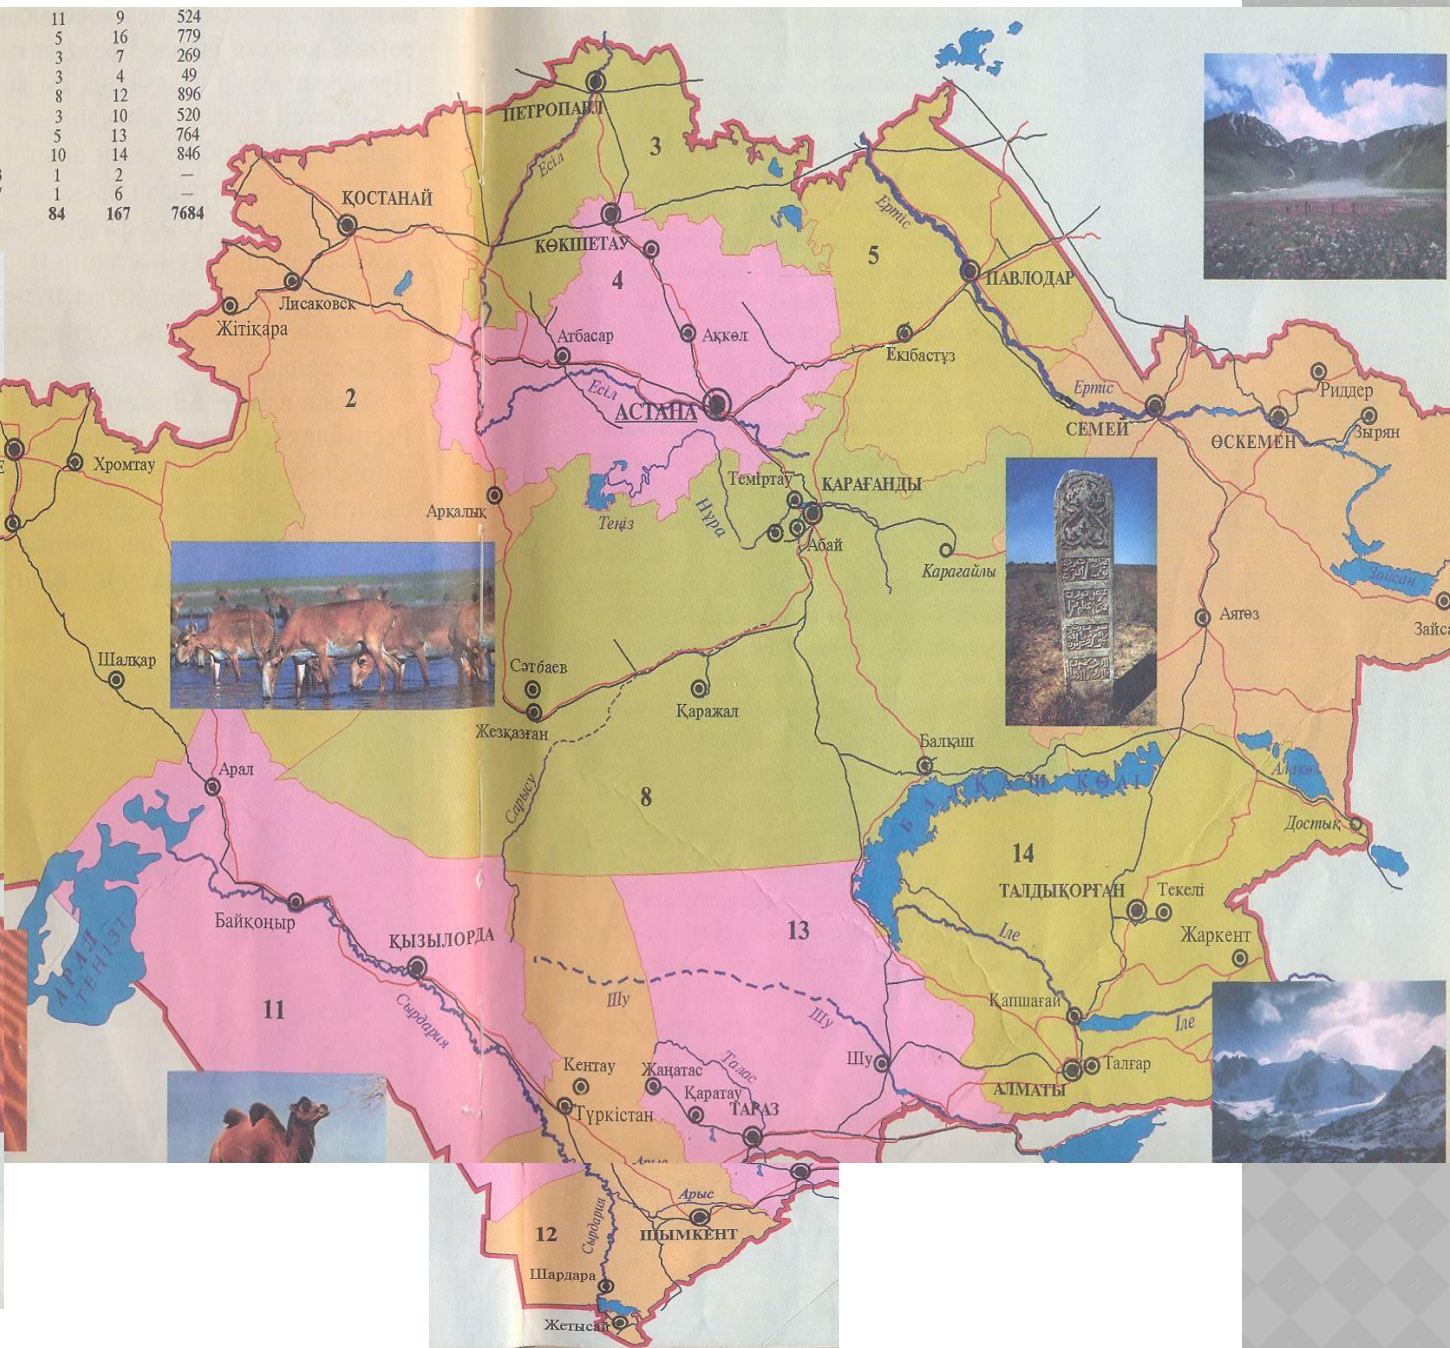 11 9 524
5 16 779
3 7 269
3 4 49
8 12 896
3 10 520
5 13 764
10 14 846
1 2 —
1 6 —
84 167 7684
ПЕТРОПАВЛ
3
Есіл
ҚОСТАНАЙ
Ертіс
КӨКШЕТАУ
5
4
ПАВЛОДАР
Лисаковск
Жітіқара
Атбасар
Ақкөл
Екібастұз
2
Есіл
АСТАНА
Ертіс
СЕМЕЙ
Риддер
ӨСКЕМЕН
Зырян
Хромтау
Теміртау
ҚАРАҒАНДЫ
Арқалық
Теңіз
Нұра
Абай
Қарағайлы
Зайсан
Аягөз
Шалқар
Сәтбаев
Қаражал
Жезқазған
Балқаш
Арал
Сарысу
8
БАЛҚАШ КӨЛІ
Алакөл
Достық
14
ТАЛДЫҚОРҒАН
Текелі
Байқоңыр
ҚЫЗЫЛОРДА
13
Іле
Жаркент
АРАЛ
ТЕҢІЗІ
11
Сырдария
Шу
Шу
Қапшағай
Іле
Шу
Талғар
АЛМАТЫ
Кентау
Жаңатас
Талас
Қаратау
ТАРАЗ
Түркістан
Арыс
12
Сырдария
ШЫМКЕНТ
Шардара
Жетысай